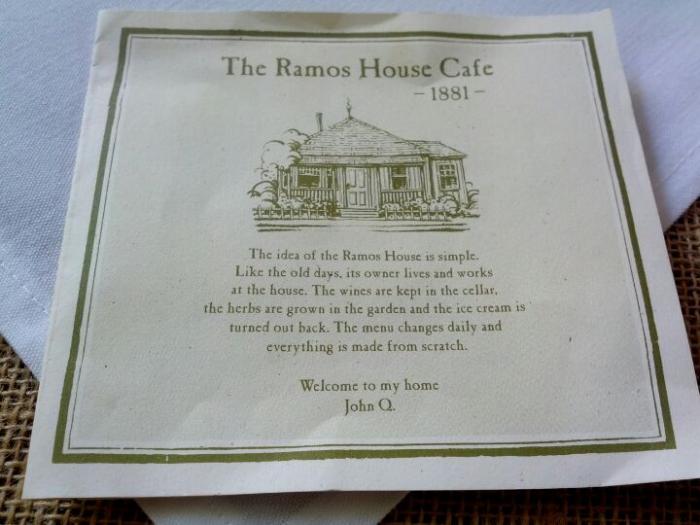 The Ramos House Cafe
– 1881 –
The idea of the Ramos House is simple.
Like the old days, its owner lives and works
at the house. The wines are kept in the cellar,
the herbs are grown in the garden and the ice cream is
turned out back. The menu changes daily and
everything is made from scratch.
Welcome to my home
John Q.